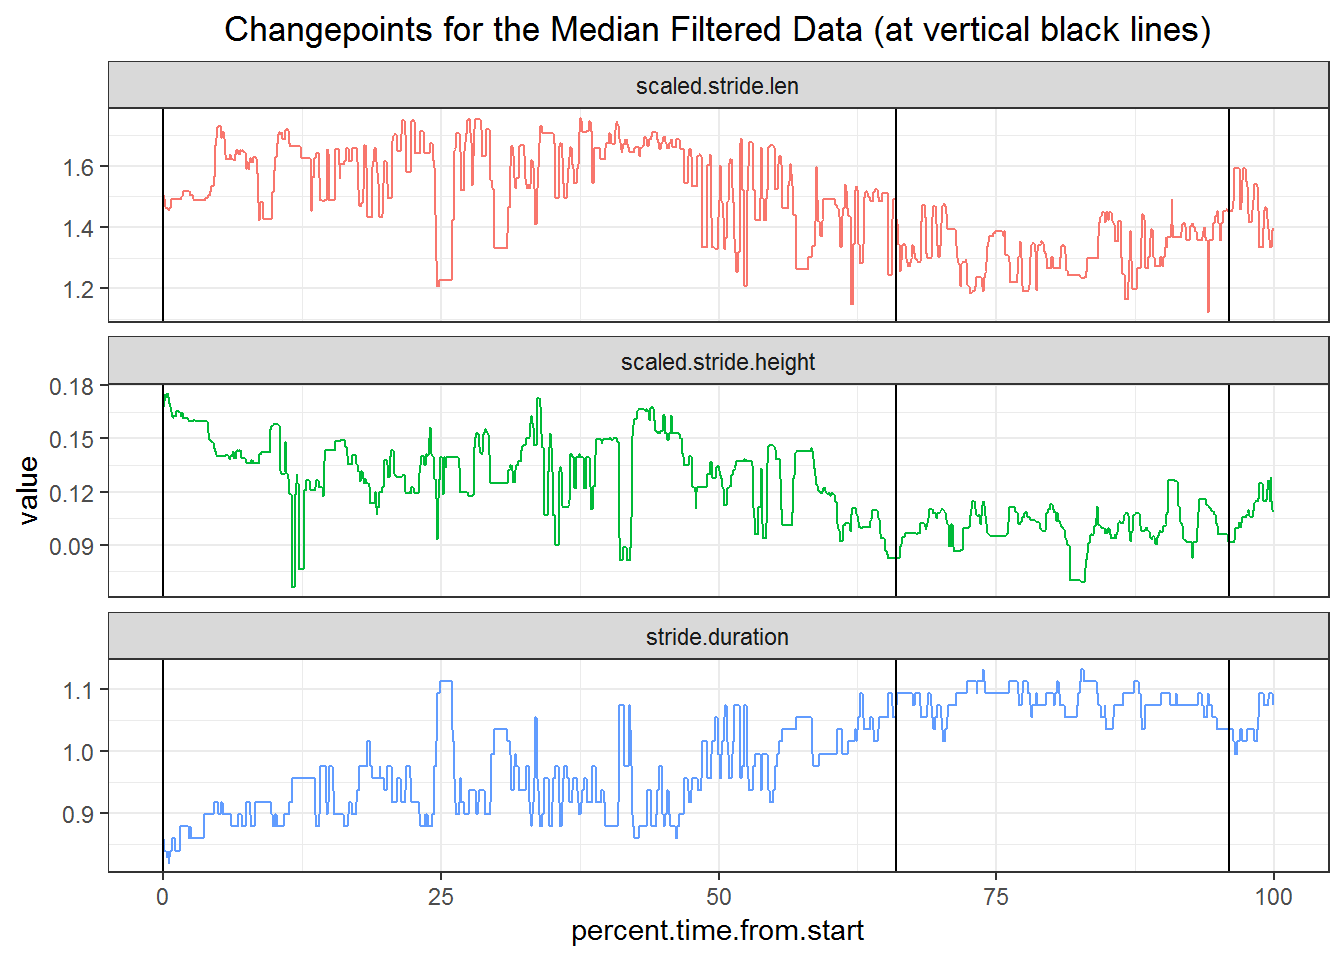 Changepoints for the Median Filtered Data (at vertical black lines)
scaled.stride.len
1.6
1.4
1.2
scaled.stride.height
0.18
0.15
0.12
0.09
value
stride.duration
1.1
1.0
0.9
0 25 50 75 100
percent.time.from.start